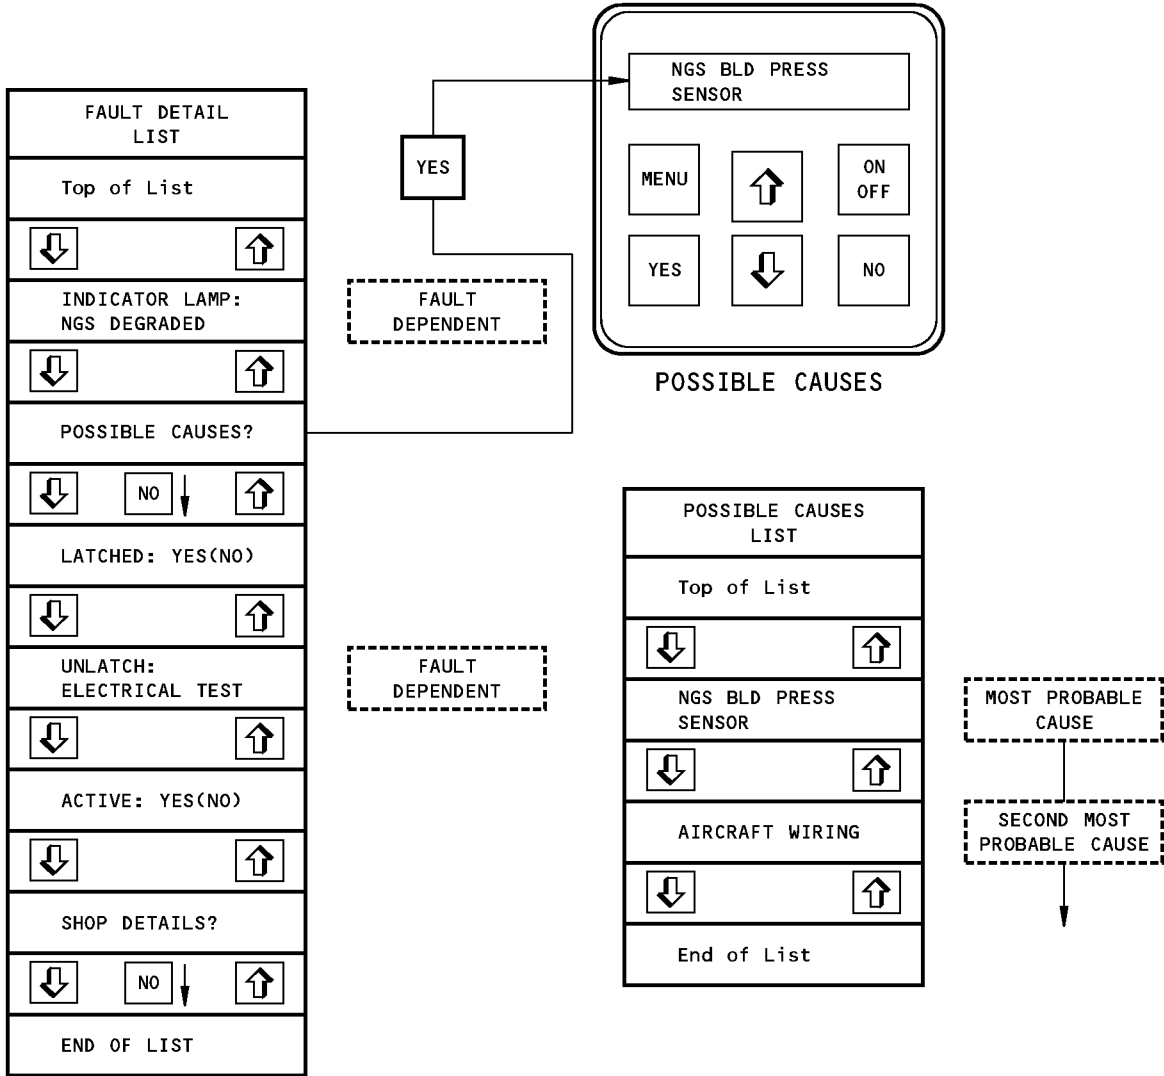 FAULT DETAIL
LIST
Top of List
INDICATOR LAMP:
NGS DEGRADED
POSSIBLE CAUSES?
NO
LATCHED: YES(NO)
UNLATCH:
ELECTRICAL TEST
ACTIVE: YES(NO)
SHOP DETAILS?
NO
END OF LIST
YES
FAULT
DEPENDENT
FAULT
DEPENDENT
NGS BLD PRESS
SENSOR
MENU
ON
OFF
YES
NO
POSSIBLE CAUSES
POSSIBLE CAUSES
LIST
Top of List
NGS BLD PRESS
SENSOR
AIRCRAFT WIRING
End of List
MOST PROBABLE
CAUSE
SECOND MOST
PROBABLE CAUSE